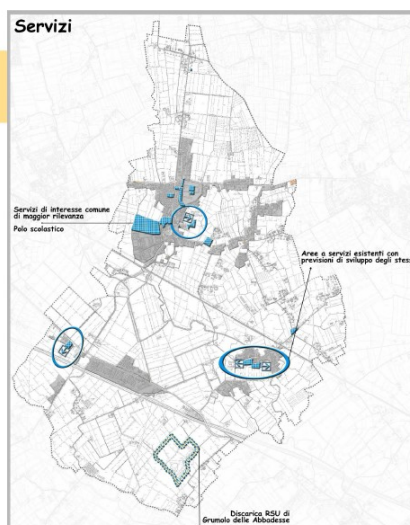 Servizi
Servizi di interesse comune
di maggior rilevanza
Polo scolastico
Aree a servizi esistenti con
previsioni di sviluppo degli stess
Discarica RSU di
Grumolo delle Abbadesse